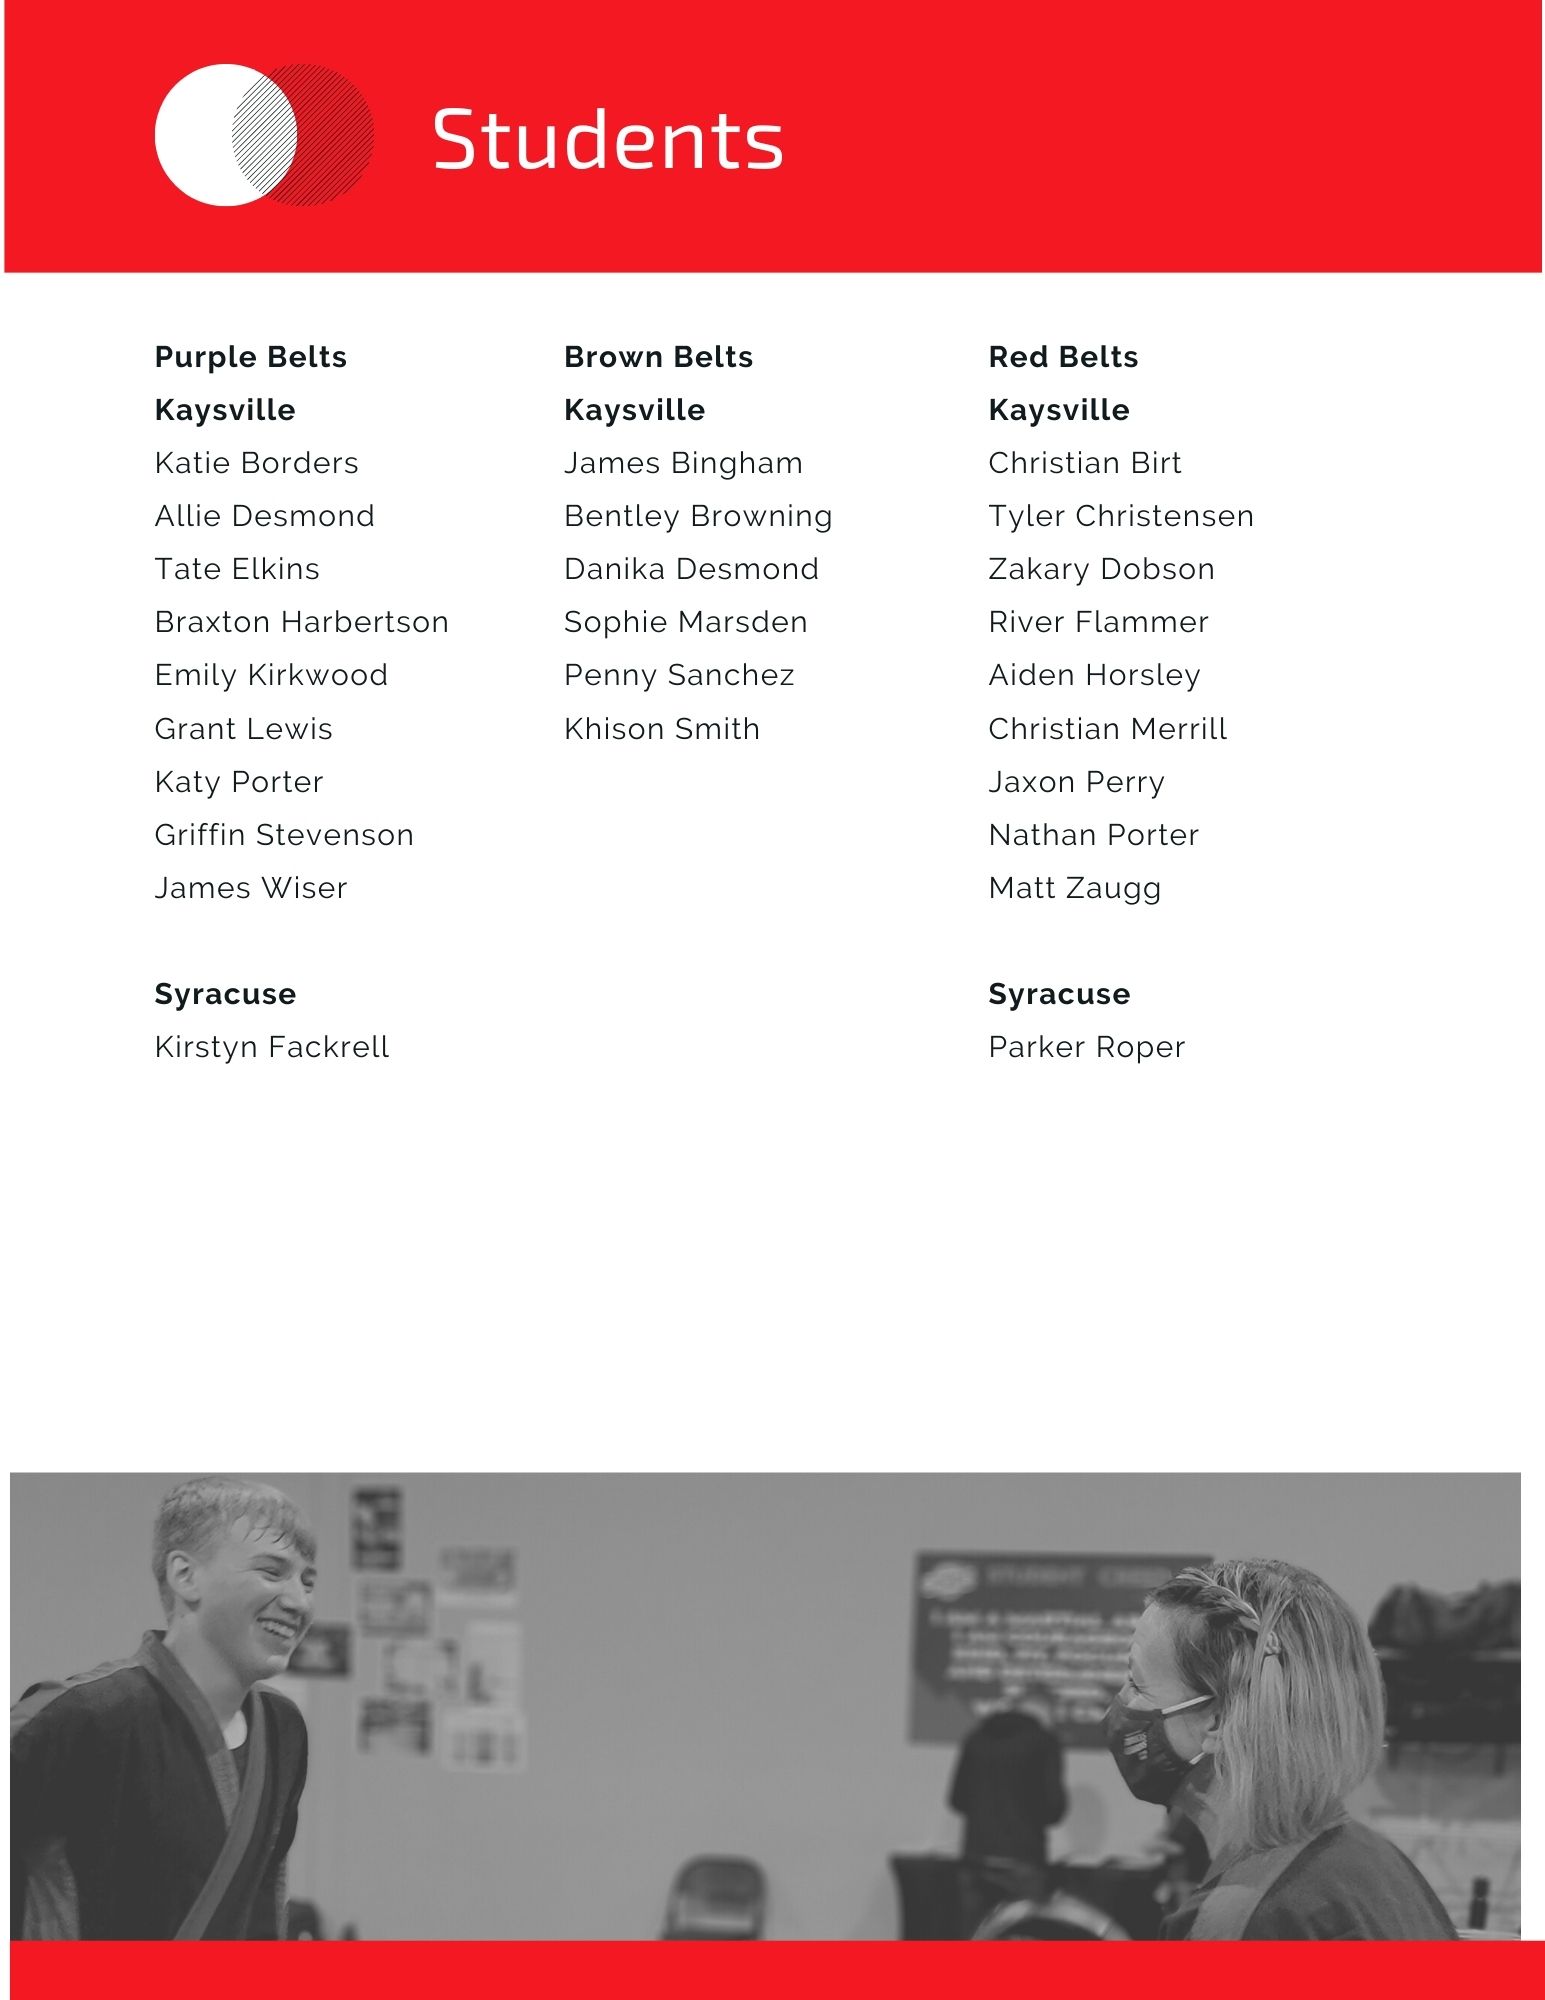 Students
Purple Belts
Kaysville
Katie Borders
Allie Desmond
Tate Elkins
Braxton Harbertson
Emily Kirkwood
Grant Lewis
Katy Porter
Griffin Stevenson
James Wiser
Syracuse
Kirstyn Fackrell
Brown Belts
Kaysville
James Bingham
Bentley Browning
Danika Desmond
Sophie Marsden
Penny Sanchez
Khison Smith
Red Belts
Kaysville
Christian Birt
Tyler Christensen
Zakary Dobson
River Flammer
Aiden Horsley
Christian Merrill
Jaxon Perry
Nathan Porter
Matt Zaugg
Syracuse
Parker Roper
STUDENT CREED